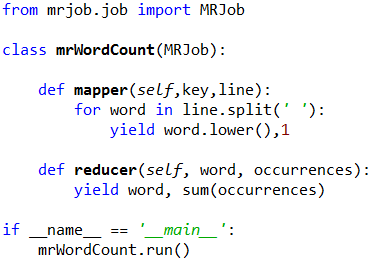 from mrjob.job import MRJob
class mrWordCount(MRJob):
    def mapper(self,key,line):
        for word in line.split(' '):
            yield word.lower(),1
    def reducer(self, word, occurrences):
        yield word, sum(occurrences)
if __name__ == '__main__':
    mrWordCount.run()